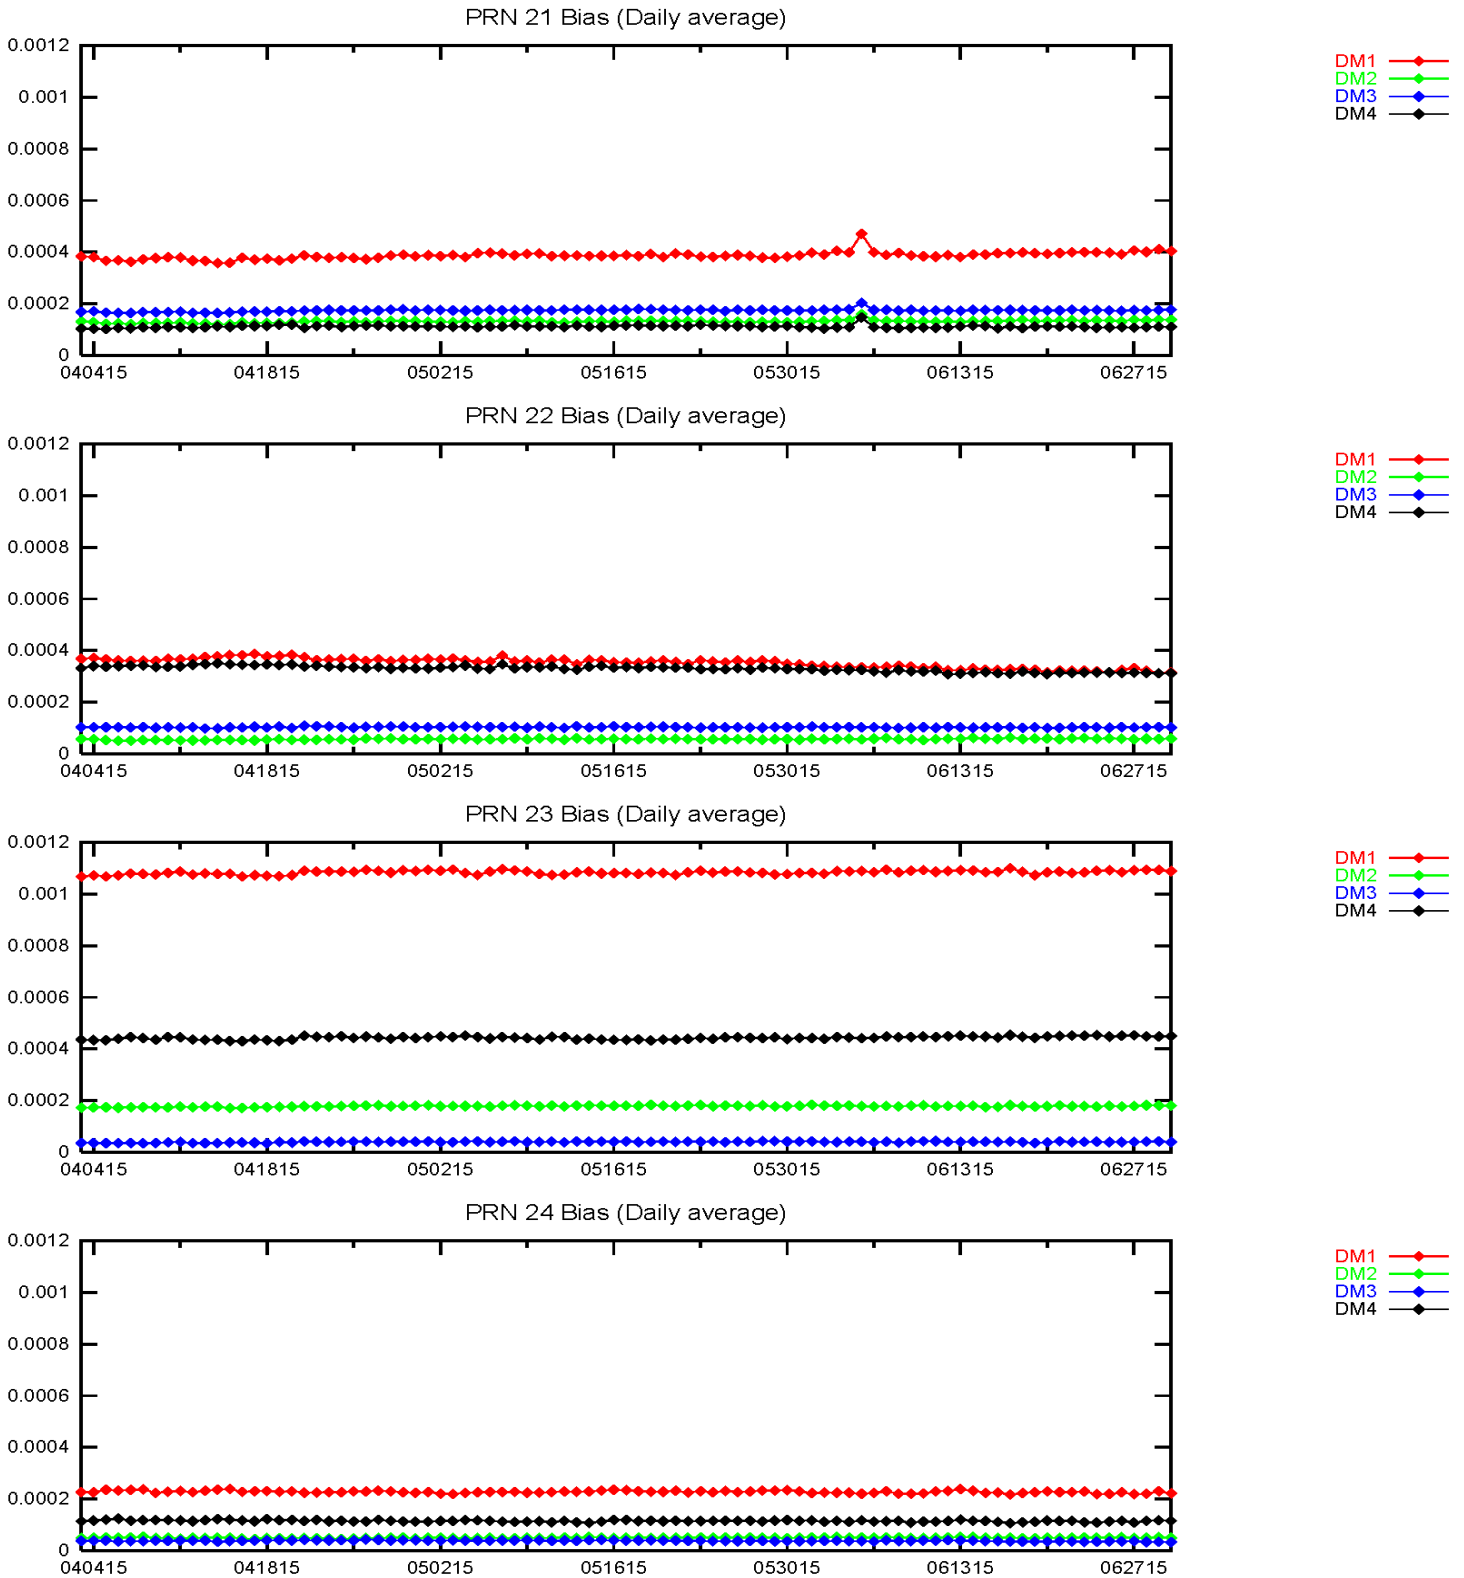 PRN 21 Bias (Daily average)
0.0012
0.001
0.0008
0.0006
0.0004
0.0002
0
040415 041815 050215 051615 053015 061315 062715
DM1
DM2
DM3
DM4
PRN 22 Bias (Daily average)
0.0012
0.001
0.0008
0.0006
0.0004
0.0002
0
040415 041815 050215 051615 053015 061315 062715
DM1
DM2
DM3
DM4
PRN 23 Bias (Daily average)
0.0012
0.001
0.0008
0.0006
0.0004
0.0002
0
040415 041815 050215 051615 053015 061315 062715
DM1
DM2
DM3
DM4
PRN 24 Bias (Daily average)
0.0012
0.001
0.0008
0.0006
0.0004
0.0002
0
040415 041815 050215 051615 053015 061315 062715
DM1
DM2
DM3
DM4